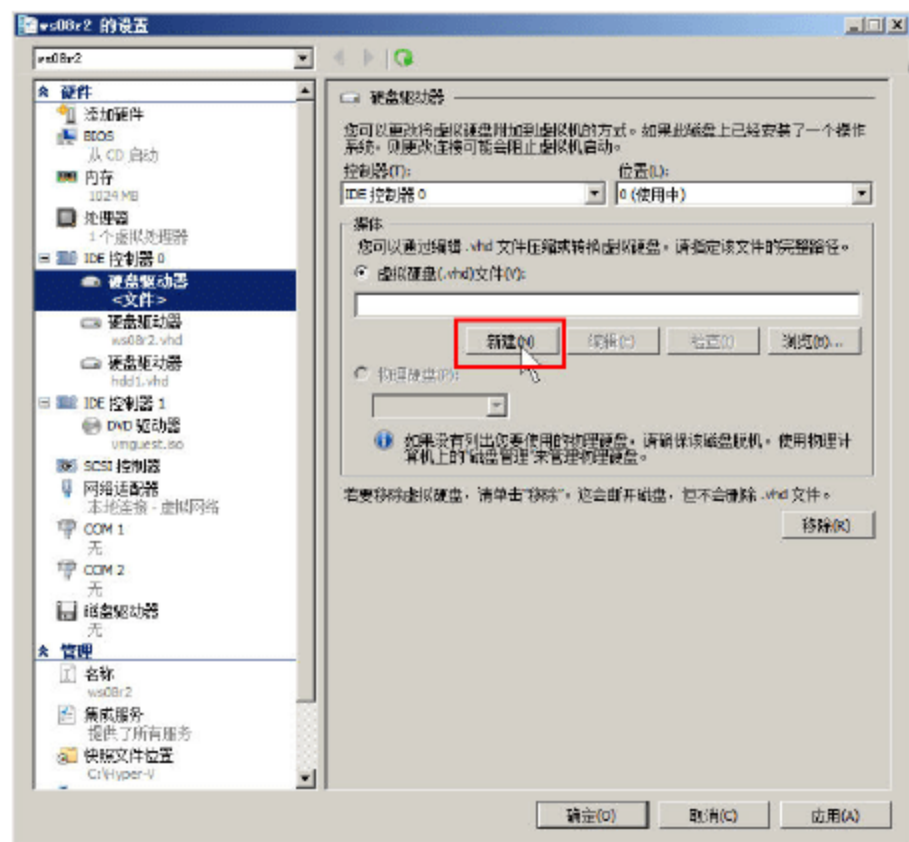 ws08r2 的设置
ws08r2
硬件
添加硬件
BIOS
从 CD 启动
内存
1024 MB
处理器
1 个虚拟处理器
IDE 控制器 0
硬盘驱动器
<文件>
硬盘驱动器
ws08r2.vhd
硬盘驱动器
hdd1.vhd
IDE 控制器 1
DVD 驱动器
vmguest.iso
SCSI 控制器
网络适配器
本地连接 - 虚拟网络
COM 1
无
COM 2
无
磁盘驱动器
无
管理
名称
ws08r2
集成服务
提供了所有服务
快照文件位置
C:\Hyper-V
硬盘驱动器
您可以更改将虚拟硬盘附加到虚拟机的方式。如果此磁盘上已经安装了一个操作
系统，则更改连接可能会阻止虚拟机启动。
控制器(T): 位置(L):
IDE 控制器 0 0 (使用中)
媒体
您可以通过编辑 .vhd 文件压缩或转换虚拟硬盘。请指定该文件的完整路径。
虚拟硬盘(.vhd)文件(V):
新建(N) 编辑(E) 检查(I) 浏览(B)...
物理硬盘(P):
如果没有列出您要使用的物理硬盘，请确保该磁盘脱机。使用物理计
算机上的"磁盘管理"来管理物理硬盘。
若要移除虚拟硬盘，请单击"移除"。这会断开磁盘，但不会删除 .vhd 文件。
移除(R)
确定(O) 取消(C) 应用(A)